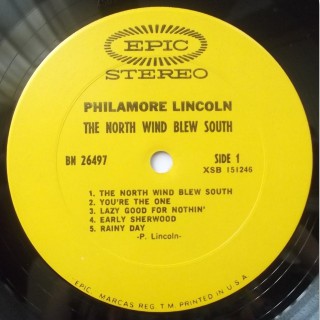 EPIC
STEREO
PHILAMORE LINCOLN
THE NORTH WIND BLEW SOUTH
BN 26497 SIDE 1
XSB 151246
1. THE NORTH WIND BLEW SOUTH
2. YOU'RE THE ONE
3. LAZY GOOD FOR NOTHIN'
4. EARLY SHERWOOD
5. RAINY DAY
-P. Lincoln-
EPIC, MARCAS REG. T.M. PRINTED IN U.S.A.